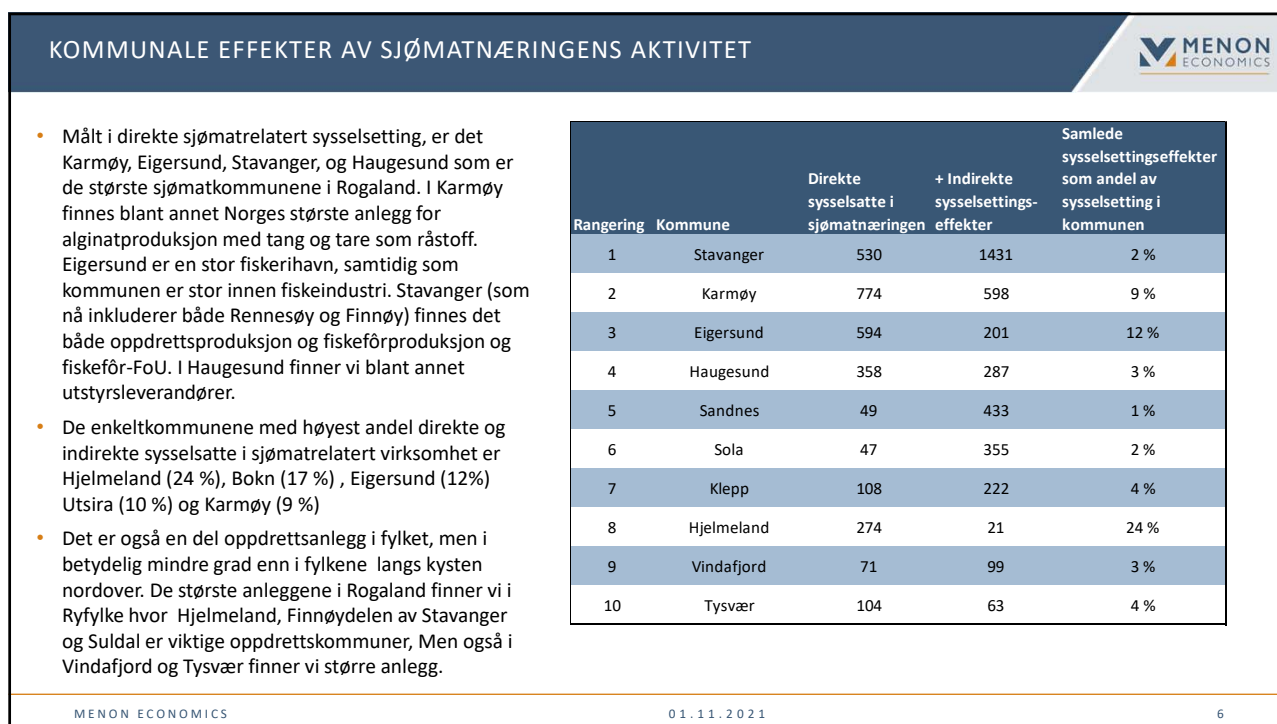 KOMMUNALE EFFEKTER AV SJØMATNÆRINGENS AKTIVITET
MENON
ECONOMICS
• Målt i direkte sjømatrelatert sysselsetting, er det
Karmøy, Eigersund, Stavanger, og Haugesund som er
de største sjømatkommunene i Rogaland. I Karmøy
finnes blant annet Norges største anlegg for
alginatproduksjon med tang og tare som råstoff.
Eigersund er en stor fiskerihavn, samtidig som
kommunen er stor innen fiskeindustri. Stavanger (som
nå inkluderer både Rennesøy og Finnøy) finnes det
både oppdrettsproduksjon og fiskefôrproduksjon og
fiskefôr-FoU. I Haugesund finner vi blant annet
utstyrsleverandører.
• De enkeltkommunene med høyest andel direkte og
indirekte sysselsatte i sjømatrelatert virksomhet er
Hjelmeland (24 %), Bokn (17 %) , Eigersund (12%)
Utsira (10 %) og Karmøy (9 %)
• Det er også en del oppdrettsanlegg i fylket, men i
betydelig mindre grad enn i fylkene langs kysten
nordover. De største anleggene i Rogaland finner vi i
Ryfylke hvor Hjelmeland, Finnøydelen av Stavanger
og Suldal er viktige oppdrettskommuner, Men også i
Vindafjord og Tysvær finner vi større anlegg.
Samlede
sysselsettingseffekter
Direkte + Indirekte som andel av
sysselsatte i sysselsettings- sysselsetting i
Rangering Kommune sjømatnæringen effekter kommunen
1 Stavanger 530 1431 2 %
2 Karmøy 774 598 9 %
3 Eigersund 594 201 12 %
4 Haugesund 358 287 3 %
5 Sandnes 49 433 1 %
6 Sola 47 355 2 %
7 Klepp 108 222 4 %
8 Hjelmeland 274 21 24 %
9 Vindafjord 71 99 3 %
10 Tysvær 104 63 4 %
MENON ECONOMICS 01.11.2021 6